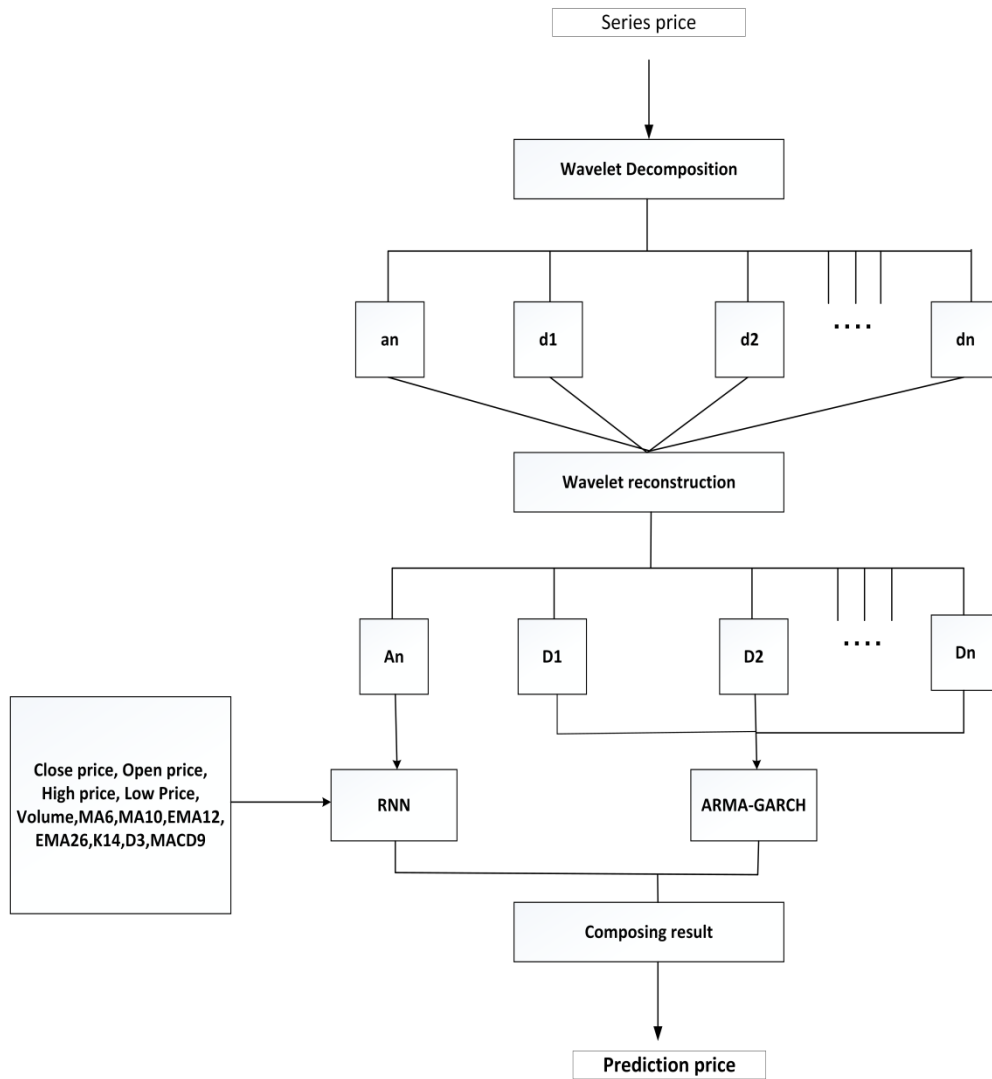 Series price
Wavelet Decomposition
an
d1
d2
....
dn
Wavelet reconstruction
An
D1
D2
....
Dn
Close price, Open price,
High price, Low Price,
Volume,MA6,MA10,EMA12,
EMA26,K14,D3,MACD9
RNN
ARMA-GARCH
Composing result
Prediction price